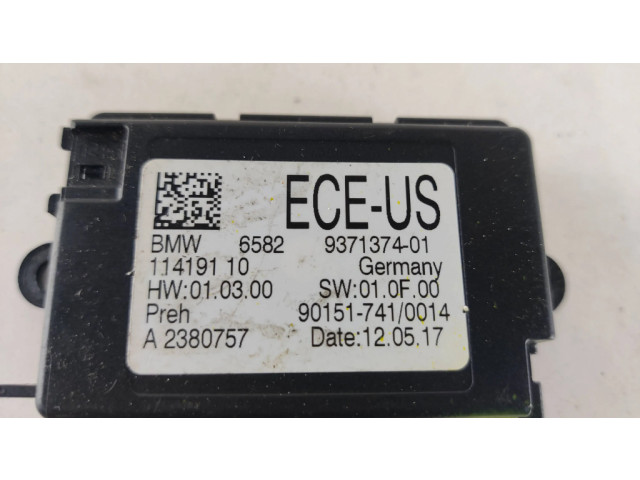 ECE-US
BMW 6582 9371374-01
114191 10 Germany
HW:01.03.00 SW:01.0F.00
Preh 90151-741/0014
A 2380757 Date:12.05.17